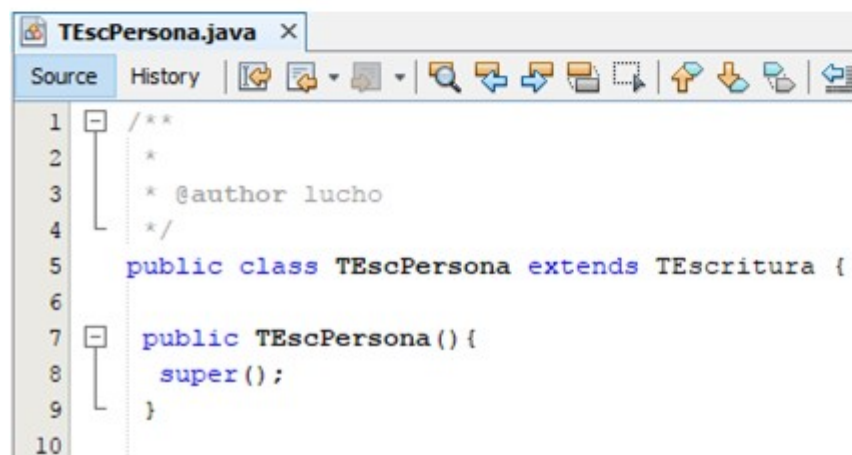 TEscPersona.java
Source History
1 /**
2 *
3 * @author lucho
4 */
5 public class TEscPersona extends TEscritura {
6
7 public TEscPersona(){
8 super();
9 }
10